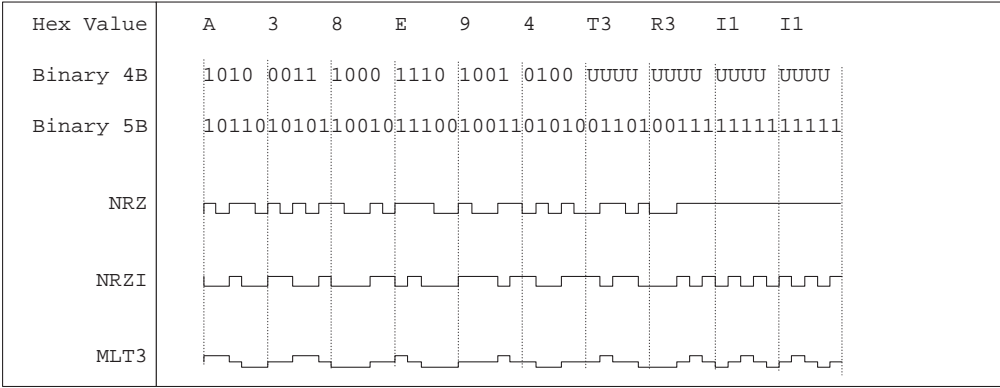 Hex Value A 3 8 E 9 4 T3 R3 I1 I1
Binary 4B 1010 0011 1000 1110 1001 0100 UUUU UUUU UUUU UUUU
Binary 5B 10110101011001011100100110101001101001111111111111
NRZ
NRZI
MLT3